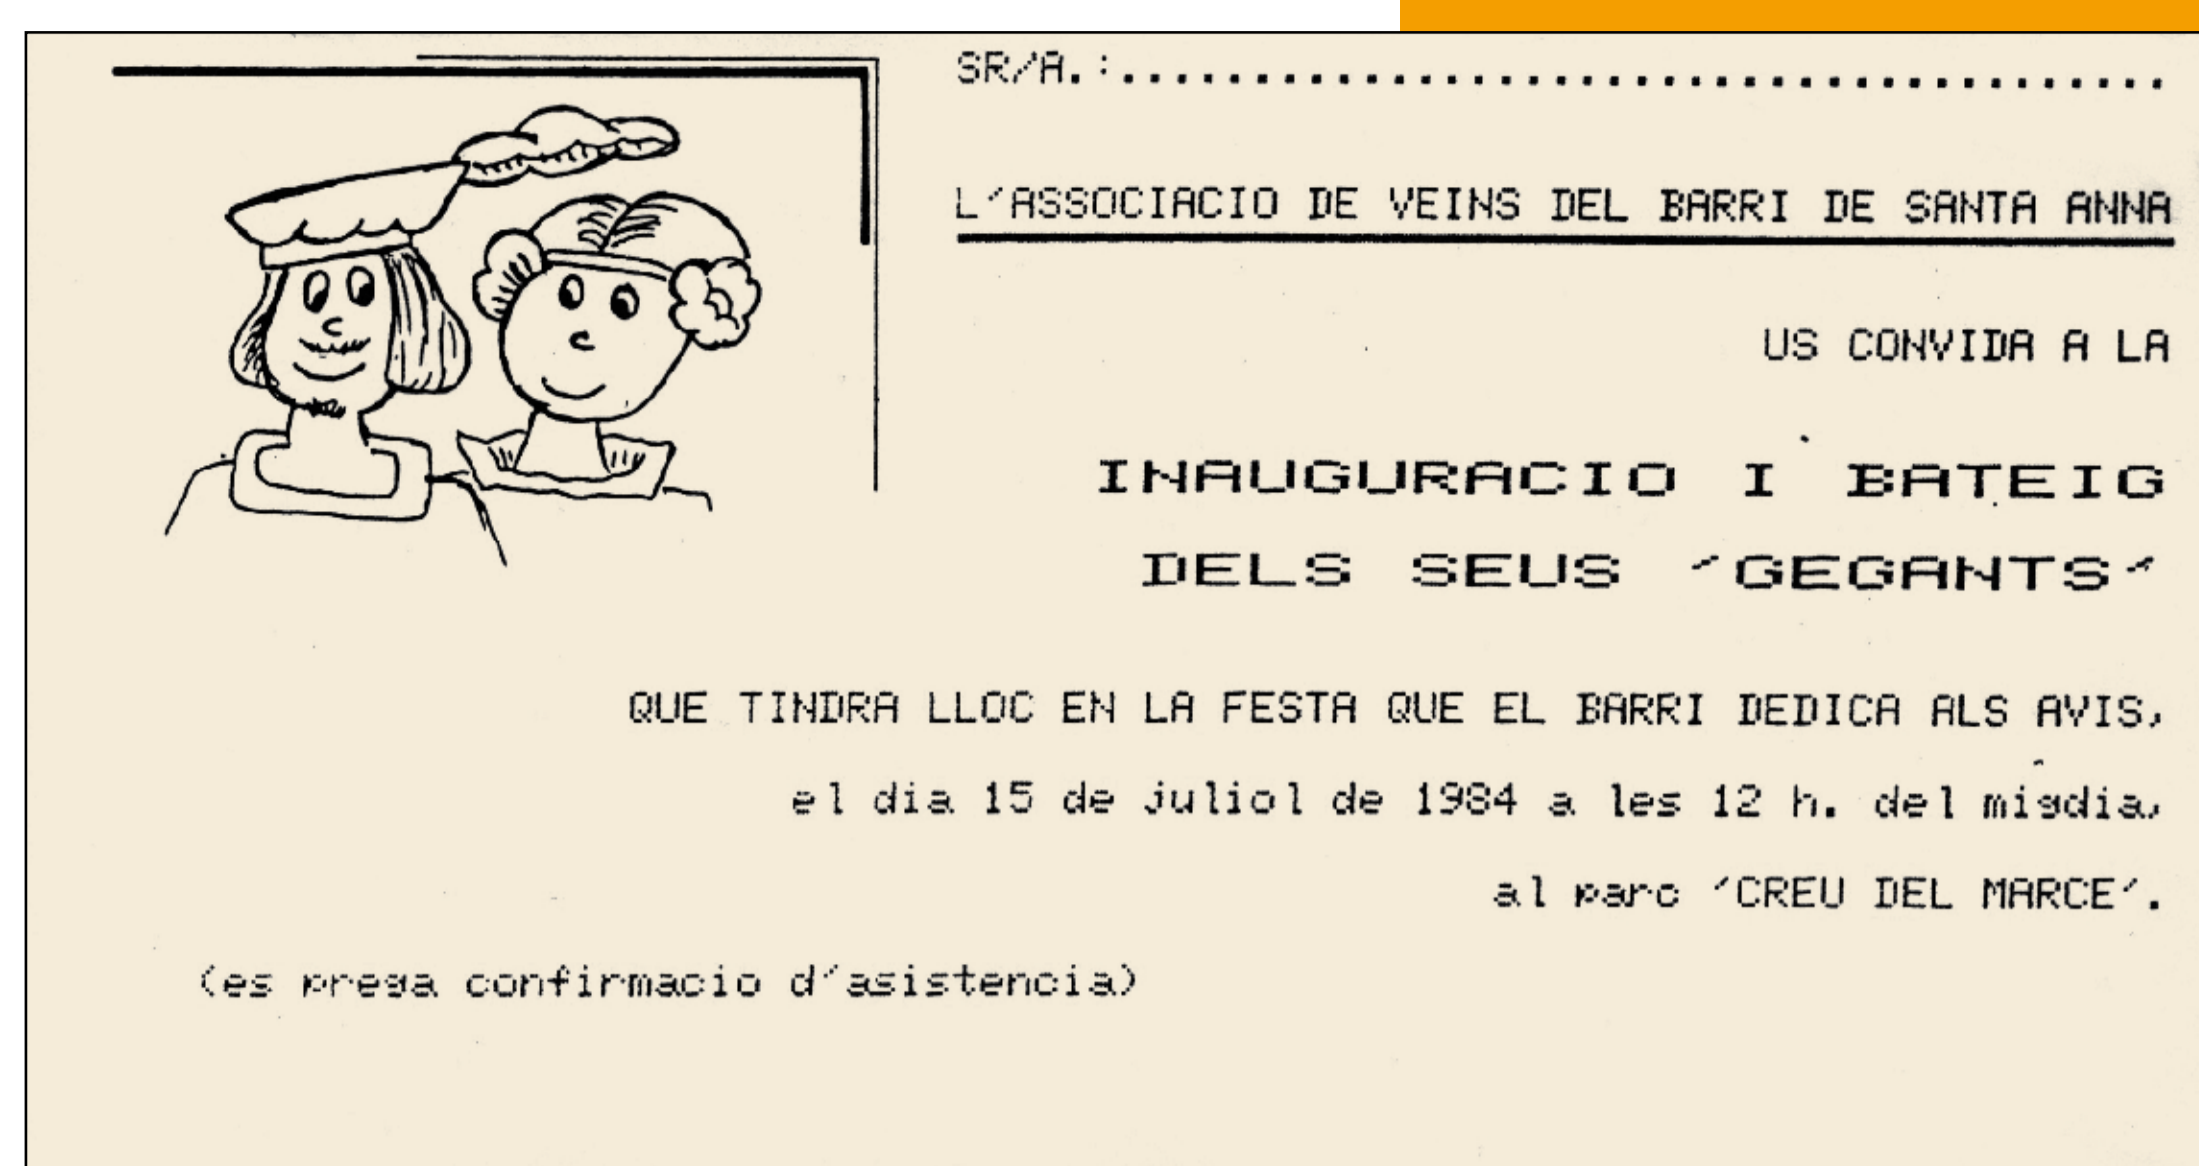 SR/A.:.......................................
L'ASSOCIACIO DE VEINS DEL BARRI DE SANTA ANNA
US CONVIDA A LA
INAUGURACIO I BATEIG
DELS SEUS 'GEGANTS'
QUE TINDRA LLOC EN LA FESTA QUE EL BARRI DEDICA ALS AVIS,
el dia 15 de juliol de 1984 a les 12 h. del migdia,
al parc 'CREU DEL MARCE'.
(es prega confirmacio d'asistencia)